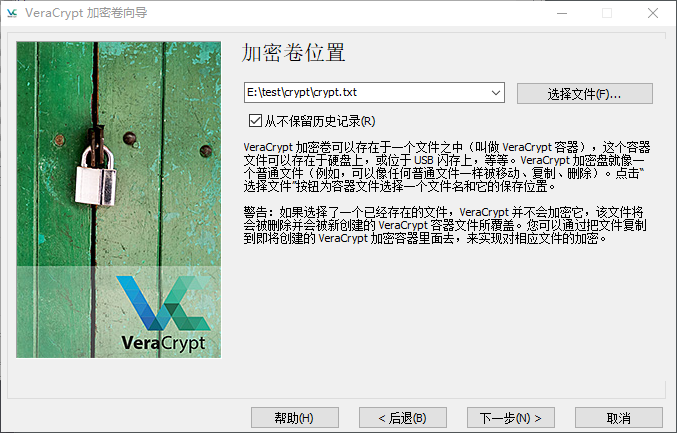 VeraCrypt 加密卷向导
加密卷位置
E:\test\crypt\crypt.txt
选择文件(F)...
从不保留历史记录(R)
VeraCrypt 加密卷可以存在于一个文件之中（叫做 VeraCrypt 容器），这个容器
文件可以存在于硬盘上，或位于 USB 闪存上，等等。VeraCrypt 加密盘就像一
个普通文件（例如，可以像任何普通文件一样被移动、复制、删除）。点击“
选择文件”按钮为容器文件选择一个文件名和它的保存位置。
警告：如果选择了一个已经存在的文件，VeraCrypt 并不会加密它，该文件将
会被删除并会被新创建的 VeraCrypt 容器文件所覆盖。您可以通过把文件复制
到即将创建的 VeraCrypt 加密容器里面去，来实现对相应文件的加密。
VeraCrypt
帮助(H)
< 后退(B)
下一步(N) >
取消